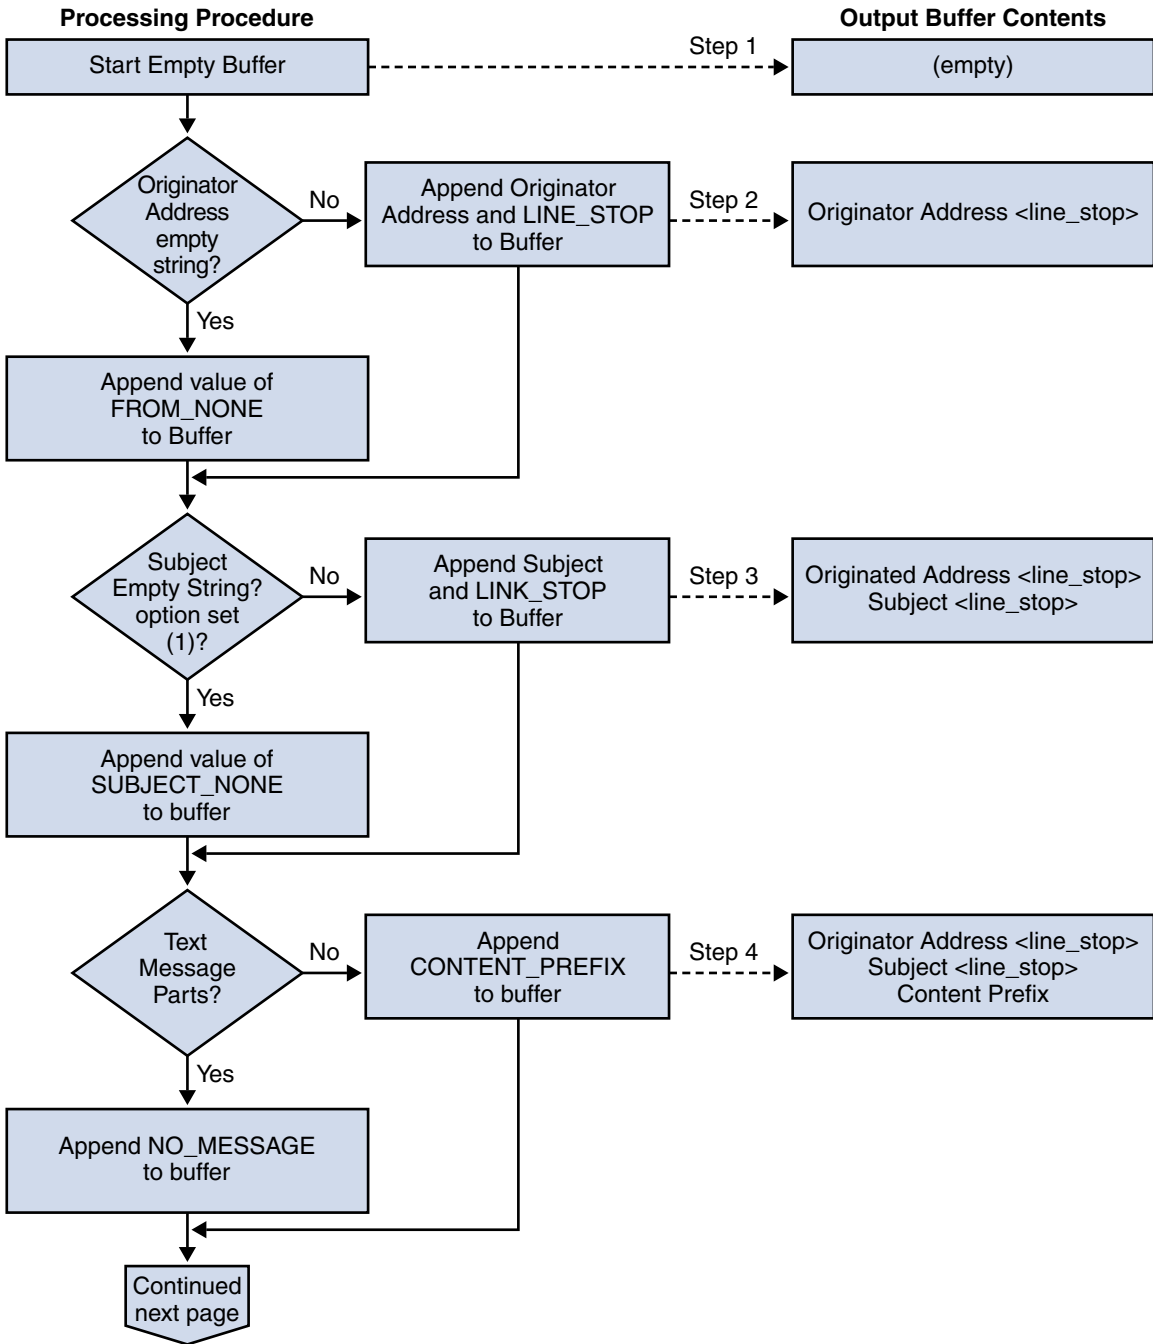 Processing Procedure
Output Buffer Contents
Start Empty Buffer
Step 1
(empty)
Originator
Address
empty
string?
No
Append Originator
Address and LINE_STOP
to Buffer
Step 2
Originator Address <line_stop>
Yes
Append value of
FROM_NONE
to Buffer
Subject
Empty String?
option set
(1)?
No
Append Subject
and LINK_STOP
to Buffer
Step 3
Originated Address <line_stop>
Subject <line_stop>
Yes
Append value of
SUBJECT_NONE
to buffer
Text
Message
Parts?
No
Append
CONTENT_PREFIX
to buffer
Step 4
Originator Address <line_stop>
Subject <line_stop>
Content Prefix
Yes
Append NO_MESSAGE
to buffer
Continued
next page